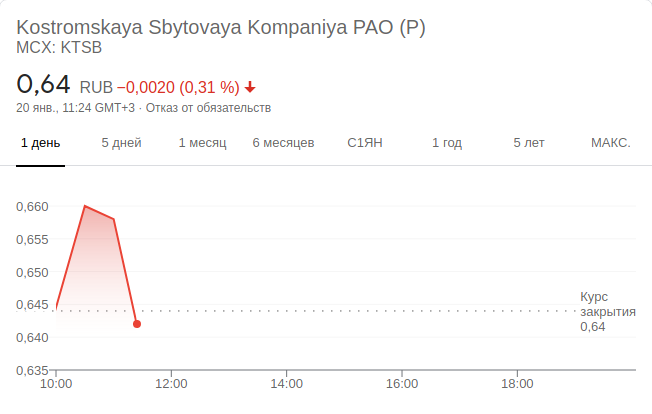 Kostromskaya Sbytovaya Kompaniya PAO (P)
MCX: KTSB
0,64 RUB −0,0020 (0,31 %)
20 янв., 11:24 GMT+3 · Отказ от обязательств
1 день 5 дней 1 месяц 6 месяцев С1ЯН 1 год 5 лет МАКС.
0,660
0,655
0,650
0,645
0,640
0,635
Курс
закрытия
0,64
10:00 12:00 14:00 16:00 18:00